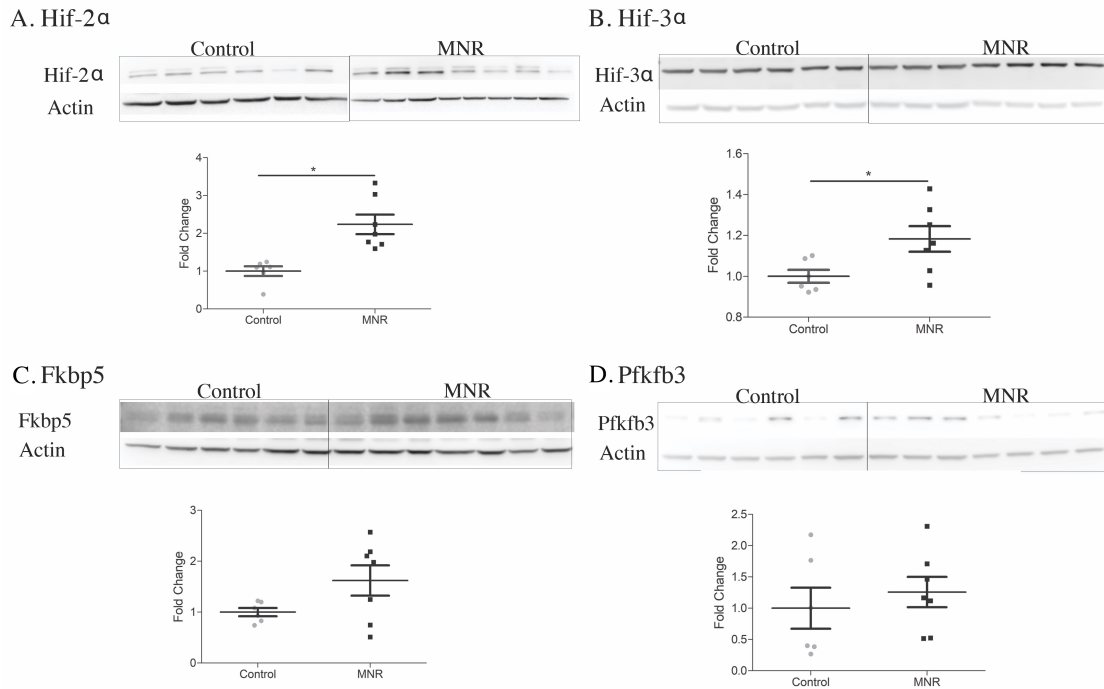 A. Hif-2α
Control MNR
Hif-2α
Actin
4
3
2
1
0
Fold Change
*
Control MNR
B. Hif-3α
Control MNR
Hif-3α
Actin
1.6
1.4
1.2
1.0
0.8
Fold Change
*
Control MNR
C. Fkbp5
Control MNR
Fkbp5
Actin
3
2
1
0
Fold Change
Control MNR
D. Pfkfb3
Control MNR
Pfkfb3
Actin
2.5
2.0
1.5
1.0
0.5
0.0
Fold Change
Control MNR